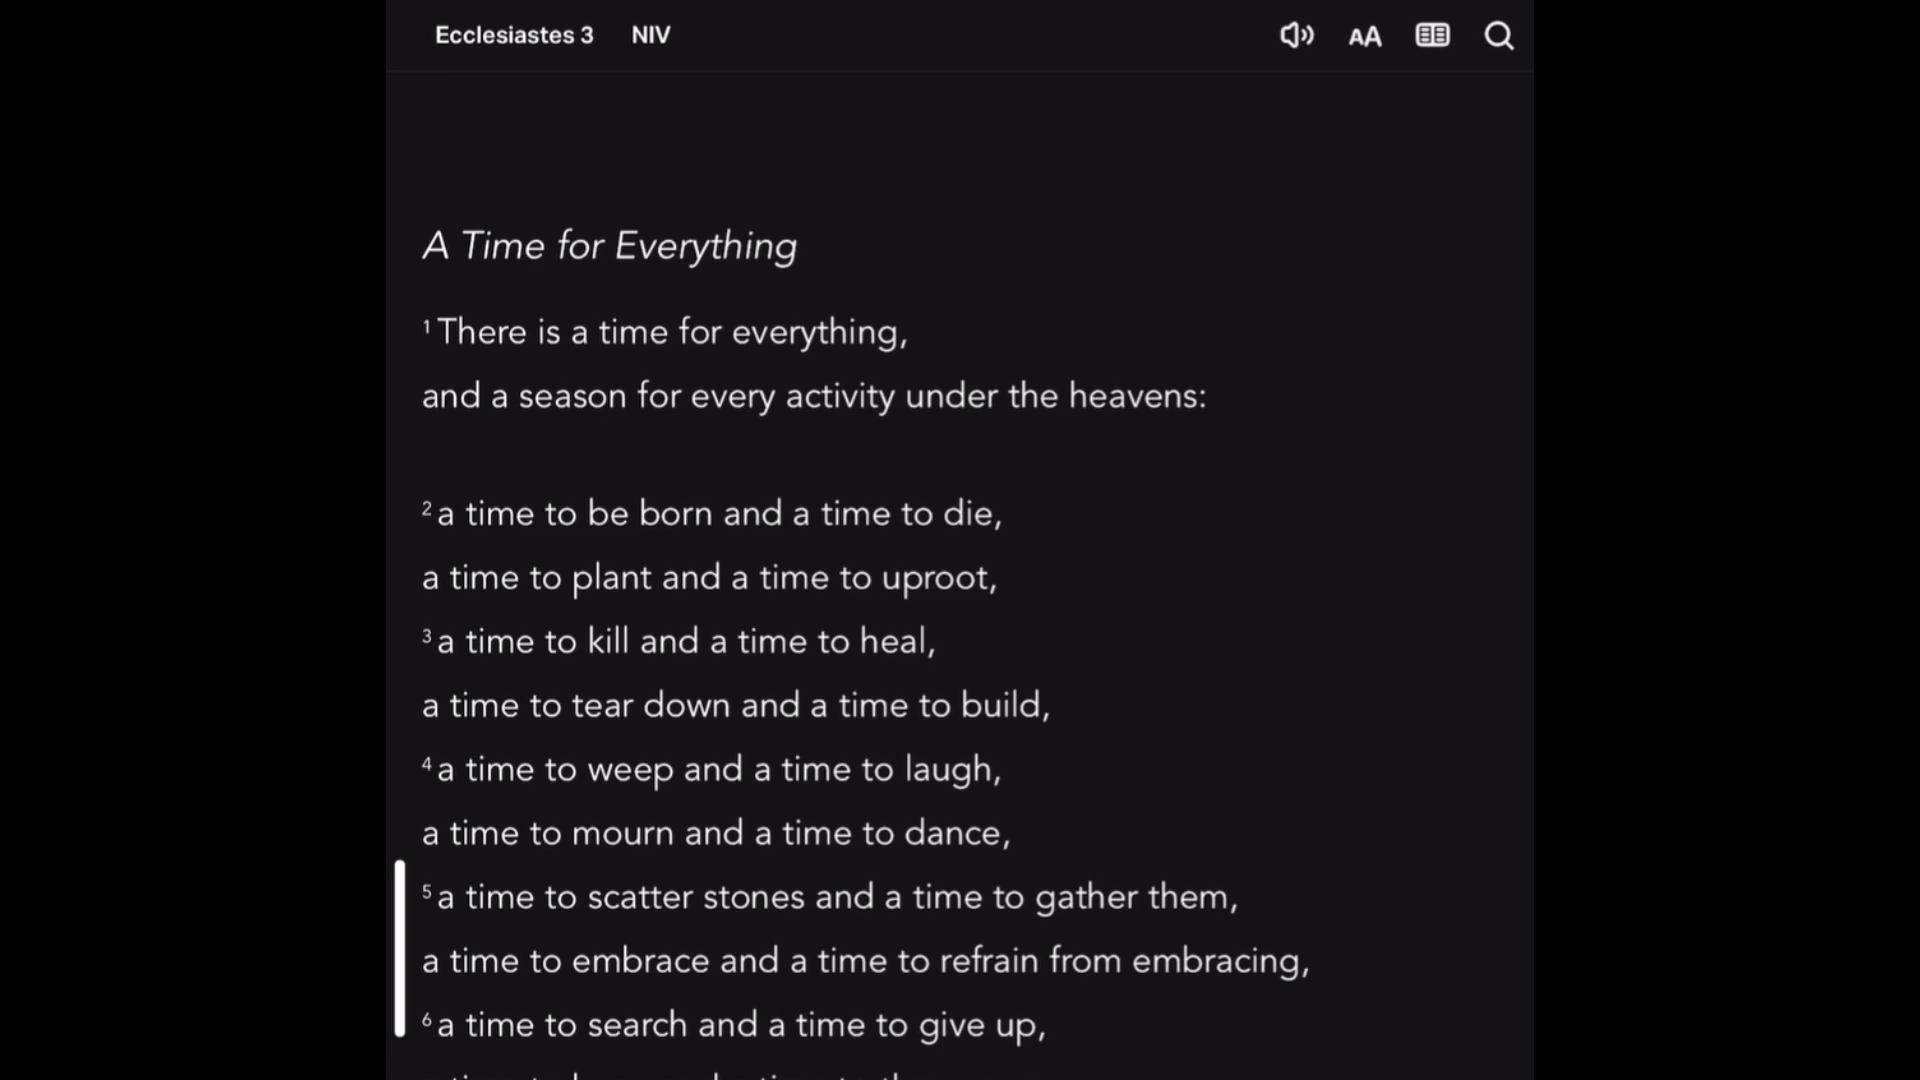 Ecclesiastes 3 NIV AA
A Time for Everything
1 There is a time for everything,
and a season for every activity under the heavens:
2 a time to be born and a time to die,
a time to plant and a time to uproot,
3 a time to kill and a time to heal,
a time to tear down and a time to build,
4 a time to weep and a time to laugh,
a time to mourn and a time to dance,
5 a time to scatter stones and a time to gather them,
a time to embrace and a time to refrain from embracing,
6 a time to search and a time to give up,